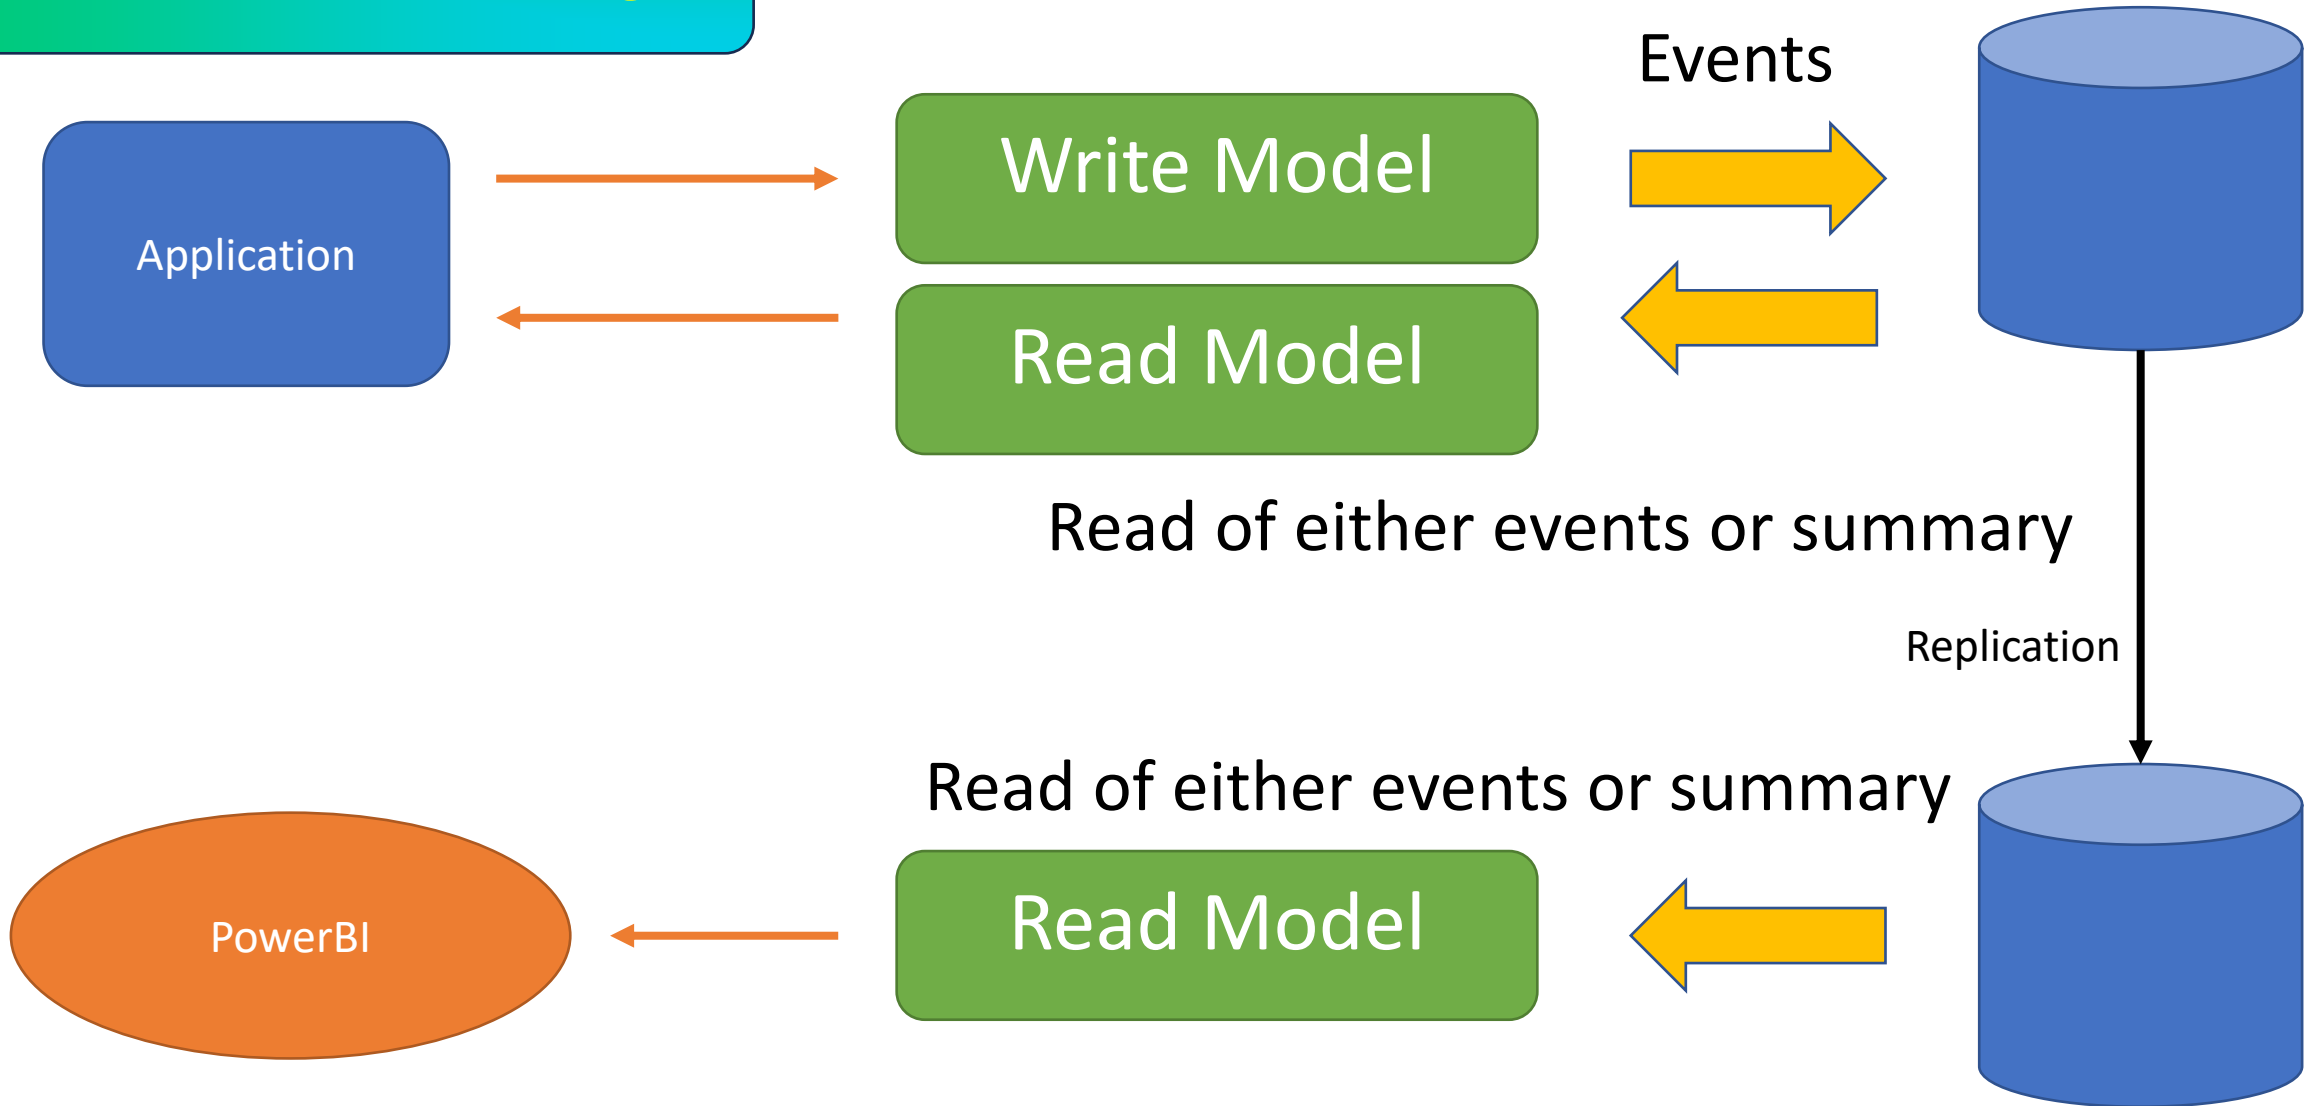 Events
Write Model
Application
Read Model
Read of either events or summary
Replication
Read of either events or summary
Read Model
PowerBI